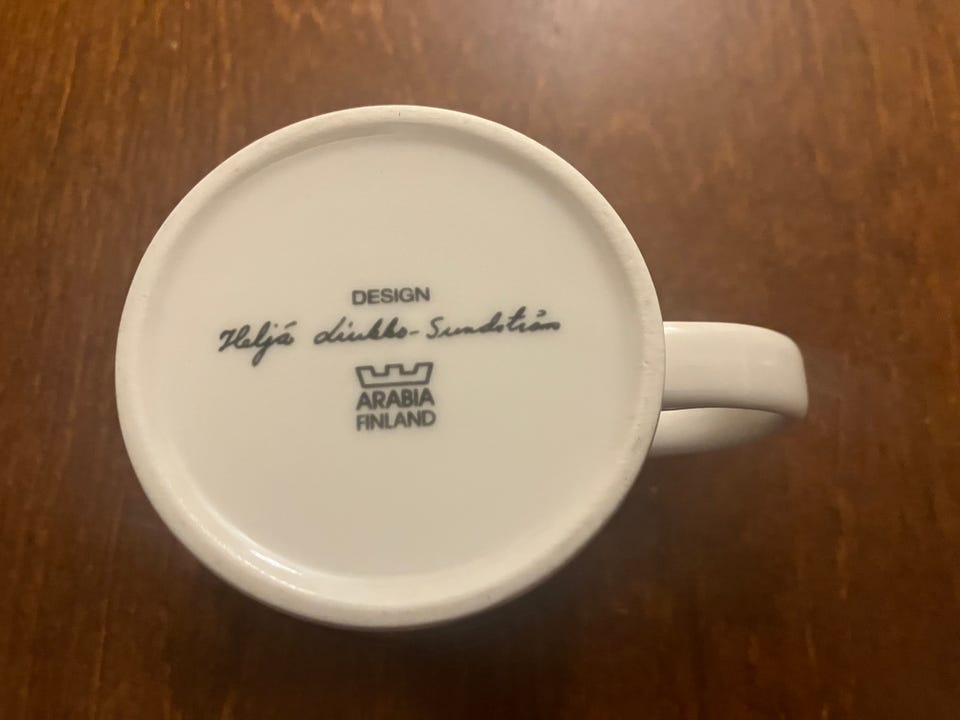 DESIGN
Heljä Liukko-Sundström
ARABIA
FINLAND